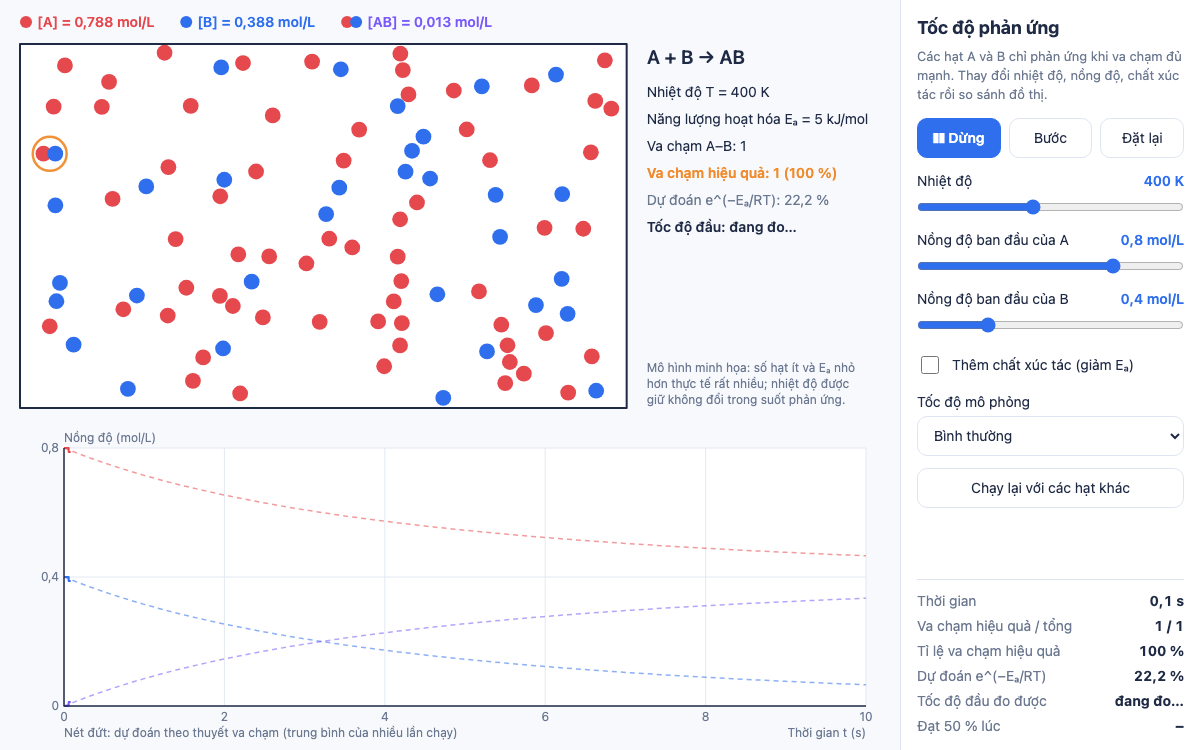 [A] = 0,788 mol/L [B] = 0,388 mol/L [AB] = 0,013 mol/L
A + B → AB
Nhiệt độ T = 400 K
Năng lượng hoạt hóa Eₐ = 5 kJ/mol
Va chạm A–B: 1
Va chạm hiệu quả: 1 (100 %)
Dự đoán e^(−Eₐ/RT): 22,2 %
Tốc độ đầu: đang đo...
Mô hình minh họa: số hạt ít và Eₐ nhỏ
hơn thực tế rất nhiều; nhiệt độ được
giữ không đổi trong suốt phản ứng.
Nồng độ (mol/L)
0,8
0,4
0
0 2 4 6 8 10
Nét đứt: dự đoán theo thuyết va chạm (trung bình của nhiều lần chạy)
Thời gian t (s)
Tốc độ phản ứng
Các hạt A và B chỉ phản ứng khi va chạm đủ
mạnh. Thay đổi nhiệt độ, nồng độ, chất xúc
tác rồi so sánh đồ thị.
Dừng Bước Đặt lại
Nhiệt độ 400 K
Nồng độ ban đầu của A 0,8 mol/L
Nồng độ ban đầu của B 0,4 mol/L
Thêm chất xúc tác (giảm Eₐ)
Tốc độ mô phỏng
Bình thường
Chạy lại với các hạt khác
Thời gian 0,1 s
Va chạm hiệu quả / tổng 1 / 1
Tỉ lệ va chạm hiệu quả 100 %
Dự đoán e^(−Eₐ/RT) 22,2 %
Tốc độ đầu đo được đang đo...
Đạt 50 % lúc –